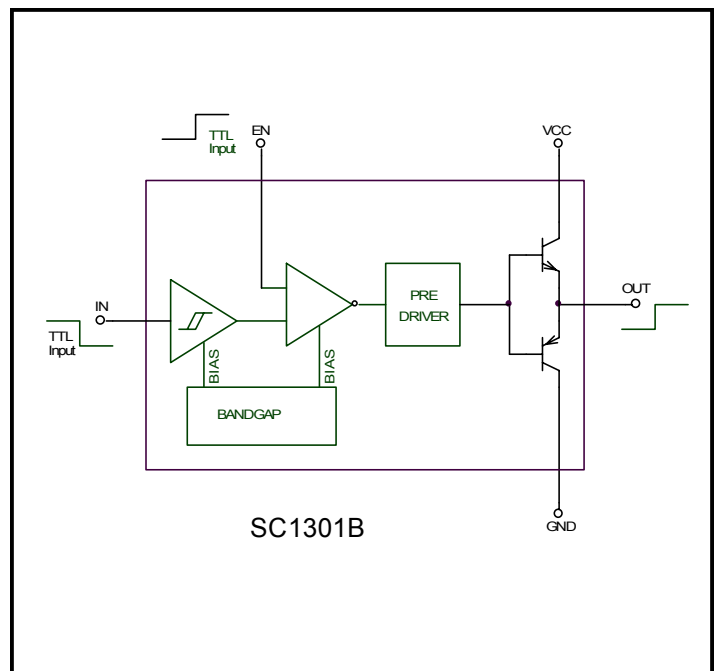 TTL
Input
EN
VCC
IN
TTL
Input
PRE
DRIVER
OUT
BIAS
BIAS
BANDGAP
SC1301B
GND